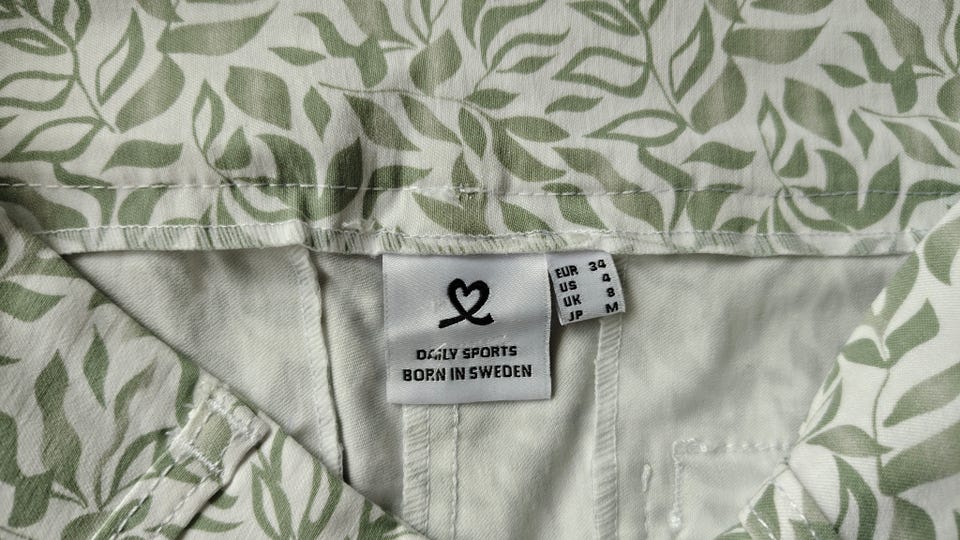 DAILY SPORTS
BORN IN SWEDEN
EUR 34
US 4
UK 8
JP M